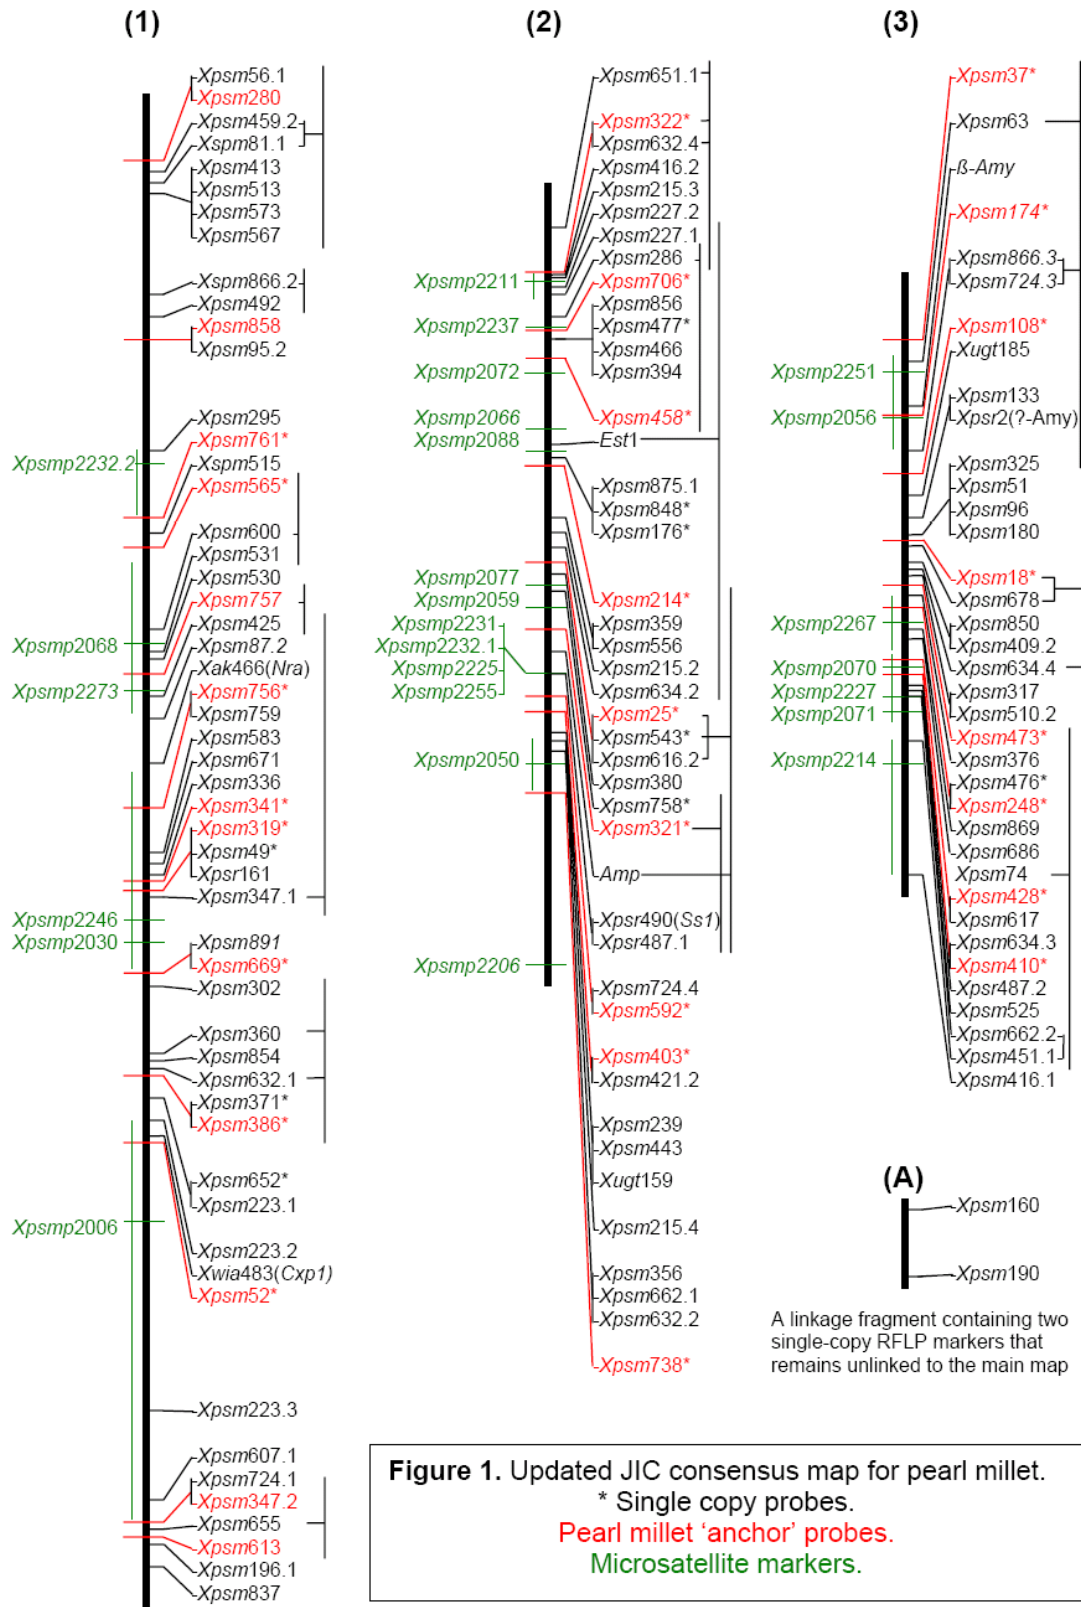 (1)
Xpsm56.1
Xpsm280
Xpsm459.2
Xspm81.1
Xpsm413
Xpsm513
Xpsm573
Xpsm567
Xspm866.2
Xpsm492
Xpsm858
Xpsm95.2
Xpsm295
Xpsm761*
Xspm515
Xpsm565*
Xpsm600
Xpsm531
Xpsm530
Xpsm757
Xpsm425
Xpsm87.2
Xak466(Nra)
Xpsm756*
Xpsm759
Xpsm583
Xpsm671
Xpsm336
Xpsm341*
Xpsm319*
Xpsm49*
Xpsr161
Xpsm347.1
Xpsm891
Xpsm669*
Xpsm302
Xpsm360
Xpsm854
Xpsm632.1
Xpsm371*
Xpsm386*
Xpsm652*
Xpsm223.1
Xpsm223.2
Xwia483(Cxp1)
Xpsm52*
Xpsm223.3
Xpsm607.1
Xpsm724.1
Xpsm347.2
Xpsm655
Xpsm613
Xpsm196.1
Xpsm837
Xpsmp2232.2
Xpsmp2068
Xpsmp2273
Xpsmp2246
Xpsmp2030
Xpsmp2006
(2)
Xpsm651.1
Xpsm322*
Xpsm632.4
Xpsm416.2
Xpsm215.3
Xpsm227.2
Xpsm227.1
Xpsm286
Xpsm706*
Xpsm856
Xpsm477*
Xpsm466
Xpsm394
Xpsm458*
Est1
Xpsm875.1
Xpsm848*
Xpsm176*
Xpsm214*
Xpsm359
Xpsm556
Xpsm215.2
Xpsm634.2
Xpsm25*
Xpsm543*
Xpsm616.2
Xpsm380
Xpsm758*
Xpsm321*
Amp
Xpsr490(Ss1)
Xpsr487.1
Xpsm724.4
Xpsm592*
Xpsm403*
Xpsm421.2
Xpsm239
Xpsm443
Xugt159
Xpsm215.4
Xpsm356
Xpsm662.1
Xpsm632.2
Xpsm738*
Xpsmp2211
Xpsmp2237
Xpsmp2072
Xpsmp2066
Xpsmp2088
Xpsmp2077
Xpsmp2059
Xpsmp2231
Xpsmp2232.1
Xpsmp2225
Xpsmp2255
Xpsmp2050
Xpsmp2206
(3)
Xpsm37*
Xpsm63
ß-Amy
Xpsm174*
Xpsm866.3
Xpsm724.3
Xpsm108*
Xugt185
Xpsm133
Xpsr2(?-Amy)
Xpsm325
Xpsm51
Xpsm96
Xpsm180
Xpsm18*
Xpsm678
Xpsm850
Xpsm409.2
Xpsm634.4
Xpsm317
Xpsm510.2
Xpsm473*
Xpsm376
Xpsm476*
Xpsm248*
Xpsm869
Xpsm686
Xpsm74
Xpsm428*
Xpsm617
Xpsm634.3
Xpsm410*
Xpsr487.2
Xpsm525
Xpsm662.2
Xpsm451.1
Xpsm416.1
Xpsmp2251
Xpsmp2056
Xpsmp2267
Xpsmp2070
Xpsmp2227
Xpsmp2071
Xpsmp2214
(A)
Xpsm160
Xpsm190
A linkage fragment containing two
single-copy RFLP markers that
remains unlinked to the main map
Figure 1. Updated JIC consensus map for pearl millet.
* Single copy probes.
Pearl millet ‘anchor’ probes.
Microsatellite markers.